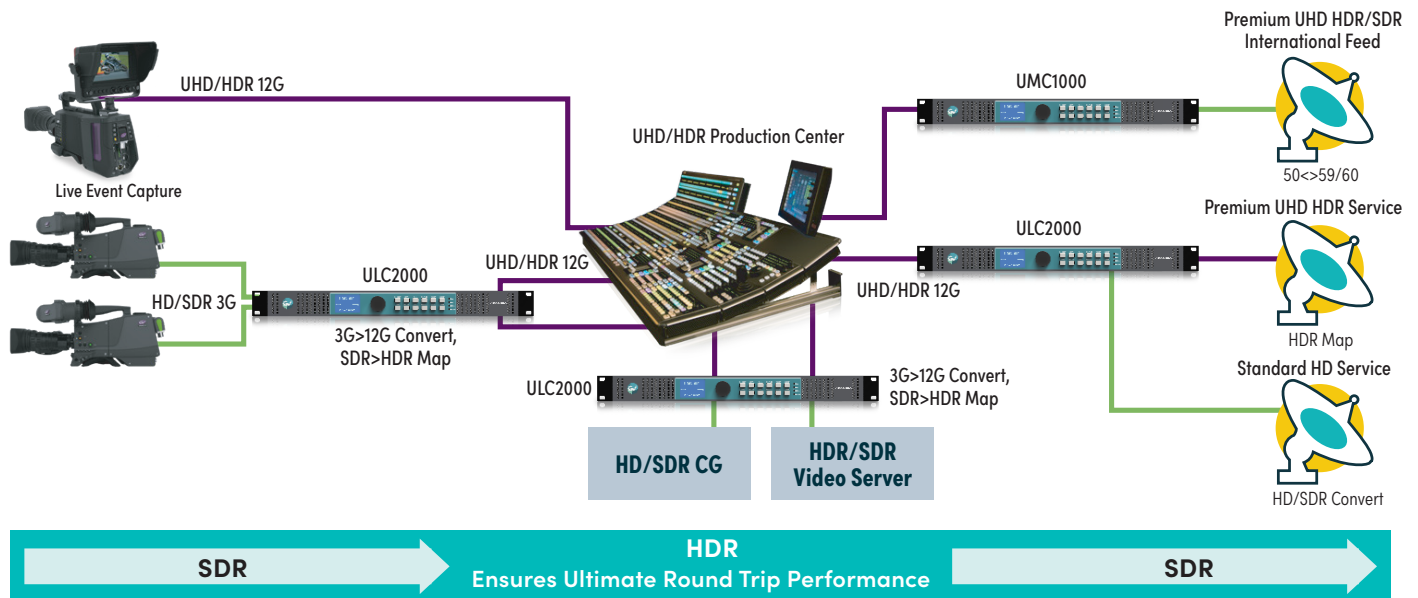 Premium UHD HDR/SDR
International Feed
UHD/HDR 12G
UMC1000
UHD/HDR Production Center
50<>59/60
Live Event Capture
Premium UHD HDR Service
ULC2000
UHD/HDR 12G
ULC2000
HD/SDR 3G
UHD/HDR 12G
3G>12G Convert,
SDR>HDR Map
HDR Map
Standard HD Service
ULC2000
3G>12G Convert,
SDR>HDR Map
HD/SDR CG
HDR/SDR
Video Server
HD/SDR Convert
SDR
HDR
Ensures Ultimate Round Trip Performance
SDR